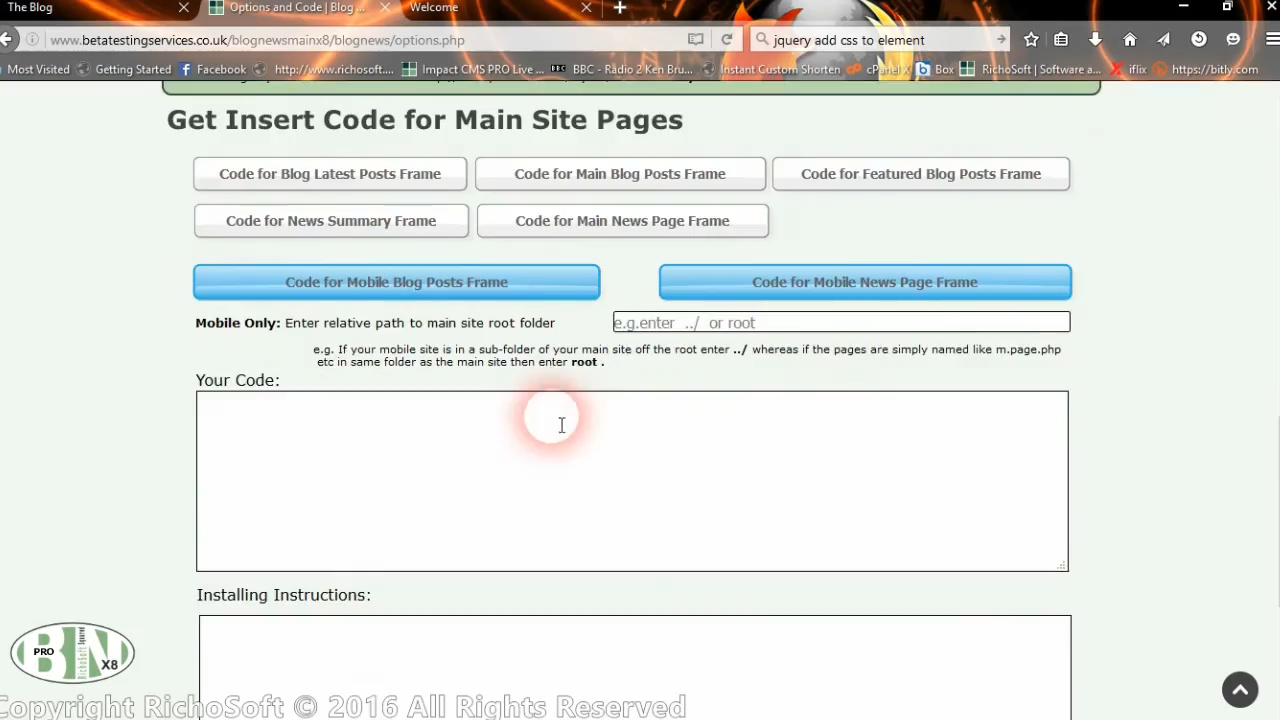 The Blog
Options and Code | Blog ...
Welcome
www.betatestingservices.co.uk/blognewsmainx8/blognews/options.php
jquery add css to element
Most Visited
Getting Started
Facebook
http://www.richosoft....
Impact CMS PRO Live ...
BBC - Radio 2 Ken Bru...
Instant Custom Shorten
cPanel X
Box
RichoSoft | Software a...
iflix
https://bitly.com
Get Insert Code for Main Site Pages
Code for Blog Latest Posts Frame
Code for Main Blog Posts Frame
Code for Featured Blog Posts Frame
Code for News Summary Frame
Code for Main News Page Frame
Code for Mobile Blog Posts Frame
Code for Mobile News Page Frame
Mobile Only: Enter relative path to main site root folder
e.g.enter ../ or root
e.g. If your mobile site is in a sub-folder of your main site off the root enter ../ whereas if the pages are simply named like m.page.php
etc in same folder as the main site then enter root .
Your Code:
Installing Instructions:
PRO
BN
RichoSoft Squared
X8
Copyright RichoSoft © 2016 All Rights Reserved